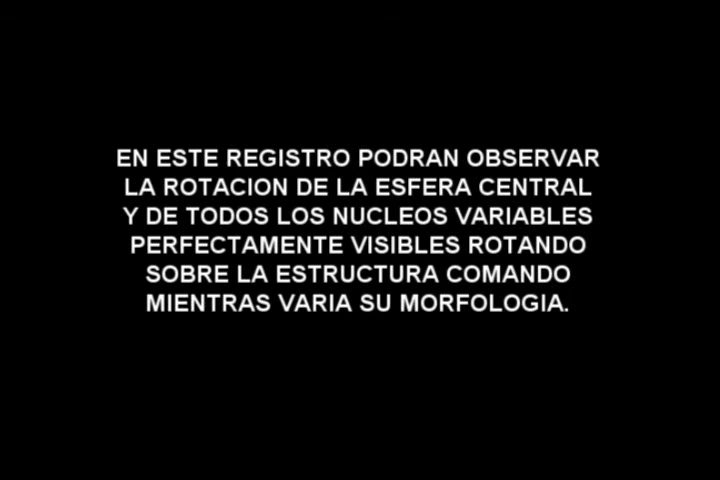 EN ESTE REGISTRO PODRAN OBSERVAR
LA ROTACION DE LA ESFERA CENTRAL
Y DE TODOS LOS NUCLEOS VARIABLES
PERFECTAMENTE VISIBLES ROTANDO
SOBRE LA ESTRUCTURA COMANDO
MIENTRAS VARIA SU MORFOLOGIA.